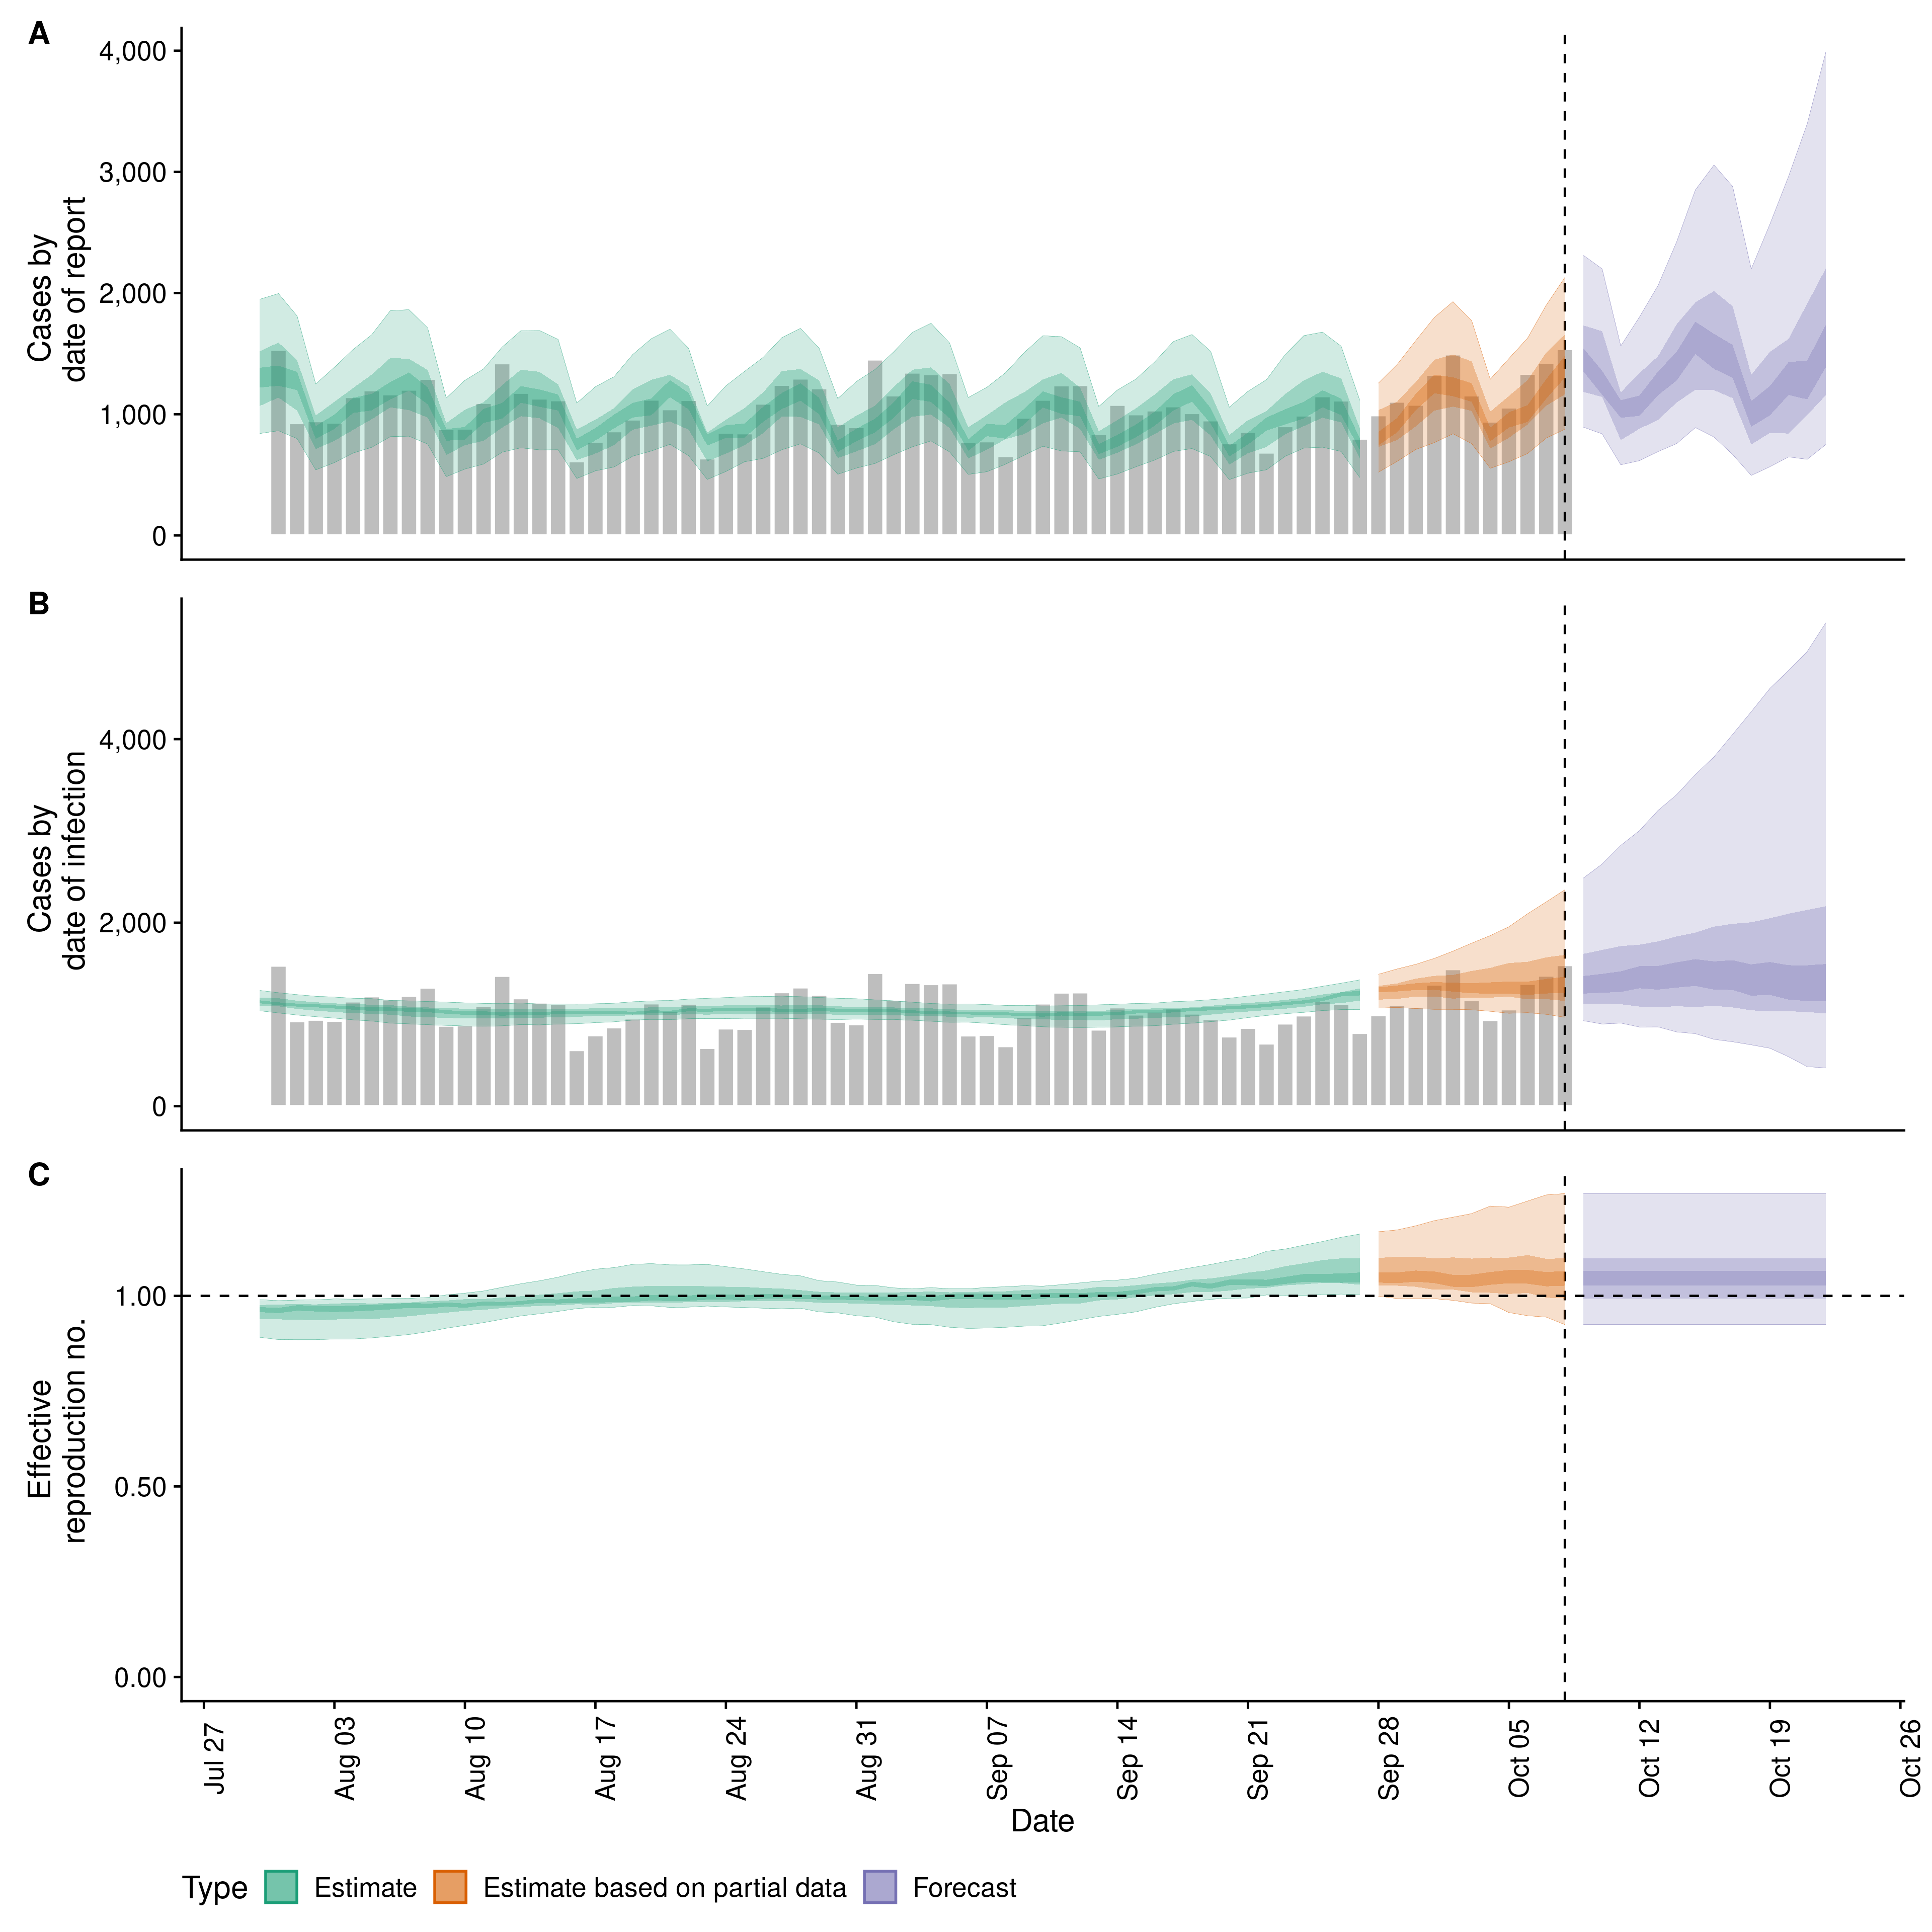 A
4,000
3,000
2,000
1,000
0
Cases by
date of report
B
4,000
2,000
0
Cases by
date of infection
C
1.00
0.50
0.00
Effective
reproduction no.
Jul 27
Aug 03
Aug 10
Aug 17
Aug 24
Aug 31
Sep 07
Sep 14
Sep 21
Sep 28
Oct 05
Oct 12
Oct 19
Oct 26
Date
Type Estimate Estimate based on partial data Forecast